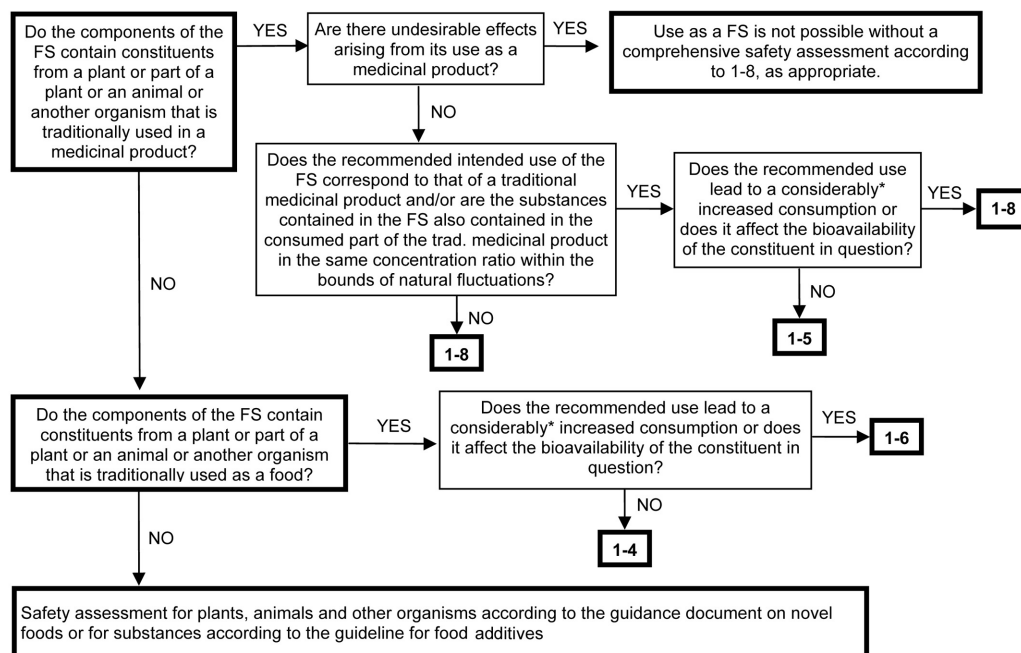 Do the components of the
FS contain constituents
from a plant or part of a
plant or an animal or
another organism that is
traditionally used in a
medicinal product?
YES
Are there undesirable effects
arising from its use as a
medicinal product?
YES
Use as a FS is not possible without a
comprehensive safety assessment according
to 1-8, as appropriate.
NO
Does the recommended intended use of the
FS correspond to that of a traditional
medicinal product and/or are the substances
contained in the FS also contained in the
consumed part of the trad. medicinal product
in the same concentration ratio within the
bounds of natural fluctuations?
YES
Does the recommended use
lead to a considerably*
increased consumption or
does it affect the bioavailability
of the constituent in question?
YES
1-8
NO
NO
1-8
NO
1-5
Do the components of the FS contain
constituents from a plant or part of a
plant or an animal or another organism
that is traditionally used as a food?
YES
Does the recommended use lead to a
considerably* increased consumption or does
it affect the bioavailability of the constituent in
question?
YES
1-6
NO
1-4
NO
Safety assessment for plants, animals and other organisms according to the guidance document on novel
foods or for substances according to the guideline for food additives